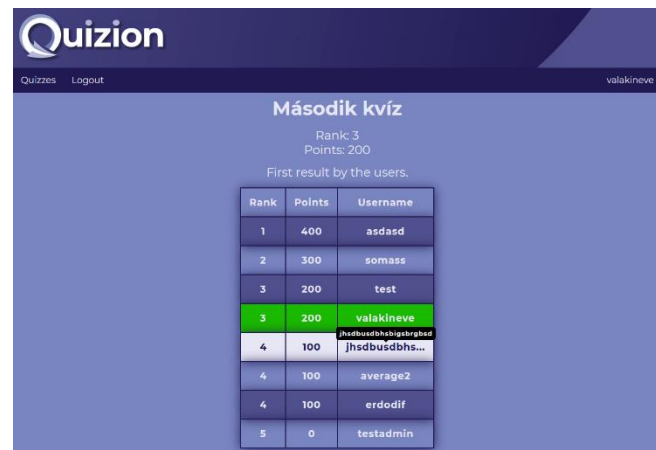 Quizion
Quizzes Logout valakineve
Második kvíz
Rank: 3
Points: 200
First result by the users.
Rank Points Username
1 400 asdasd
2 300 somass
3 200 test
3 200 valakineve
jhsdbusdbhsbigsbrgbsd
4 100 jhsdbusdbhs...
4 100 average2
4 100 erdodif
5 0 testadmin